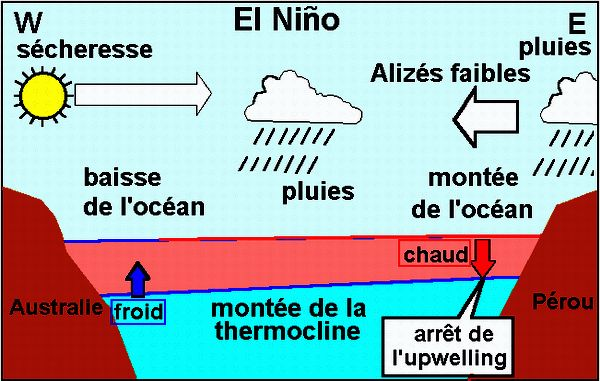 W
El Niño
E
sécheresse
pluies
Alizés faibles
baisse
de l'océan
pluies
montée
de l'océan
chaud
Australie
froid
montée de la
thermocline
Pérou
arrêt de
l'upwelling